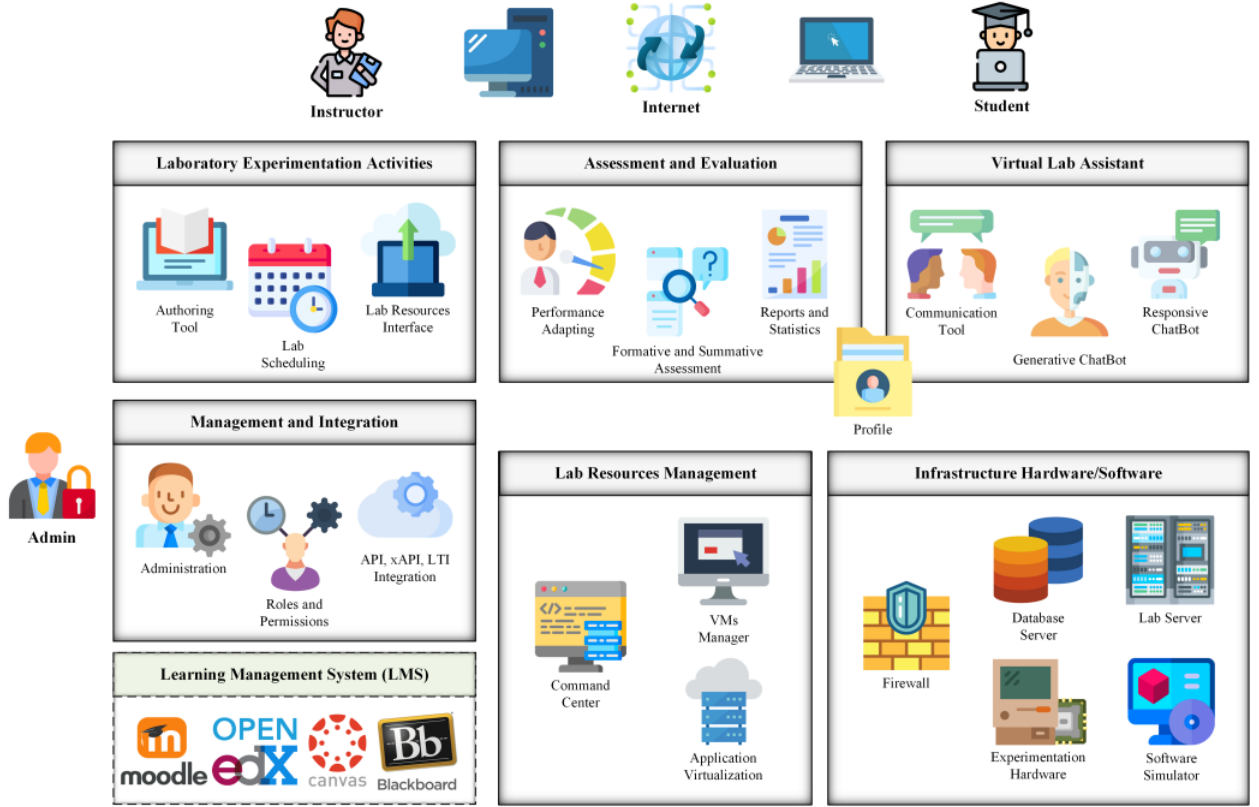 Instructor
Internet
Student
Laboratory Experimentation Activities
Authoring
Tool
Lab
Scheduling
Lab Resources
Interface
Assessment and Evaluation
Performance
Adapting
Formative and Summative
Assessment
Reports and
Statistics
Virtual Lab Assistant
Communication
Tool
Generative ChatBot
Responsive
ChatBot
Profile
Admin
Management and Integration
Administration
Roles and
Permissions
API, xAPI, LTI
Integration
Learning Management System (LMS)
moodle
OPEN
edX
canvas
Bb
Blackboard
Lab Resources Management
Command
Center
VMs
Manager
Application
Virtualization
Infrastructure Hardware/Software
Firewall
Database
Server
Lab Server
Experimentation
Hardware
Software
Simulator